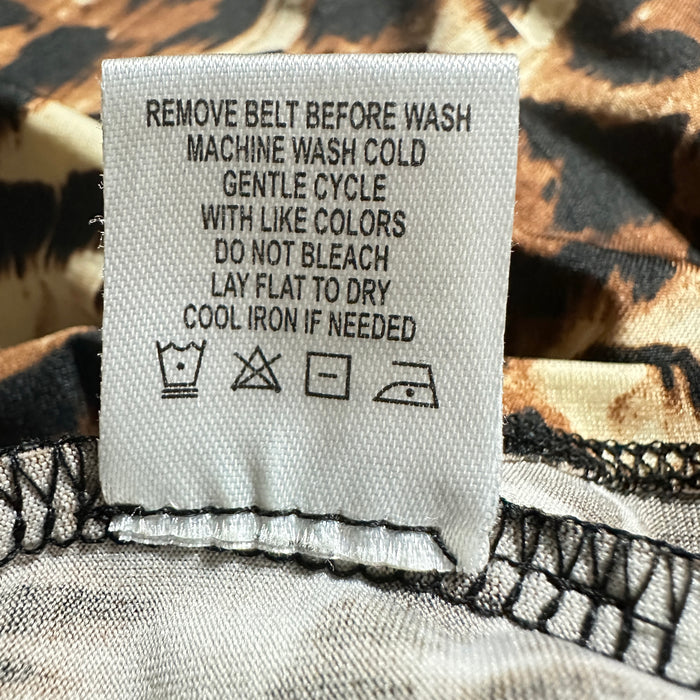 REMOVE BELT BEFORE WASH
MACHINE WASH COLD
GENTLE CYCLE
WITH LIKE COLORS
DO NOT BLEACH
LAY FLAT TO DRY
COOL IRON IF NEEDED